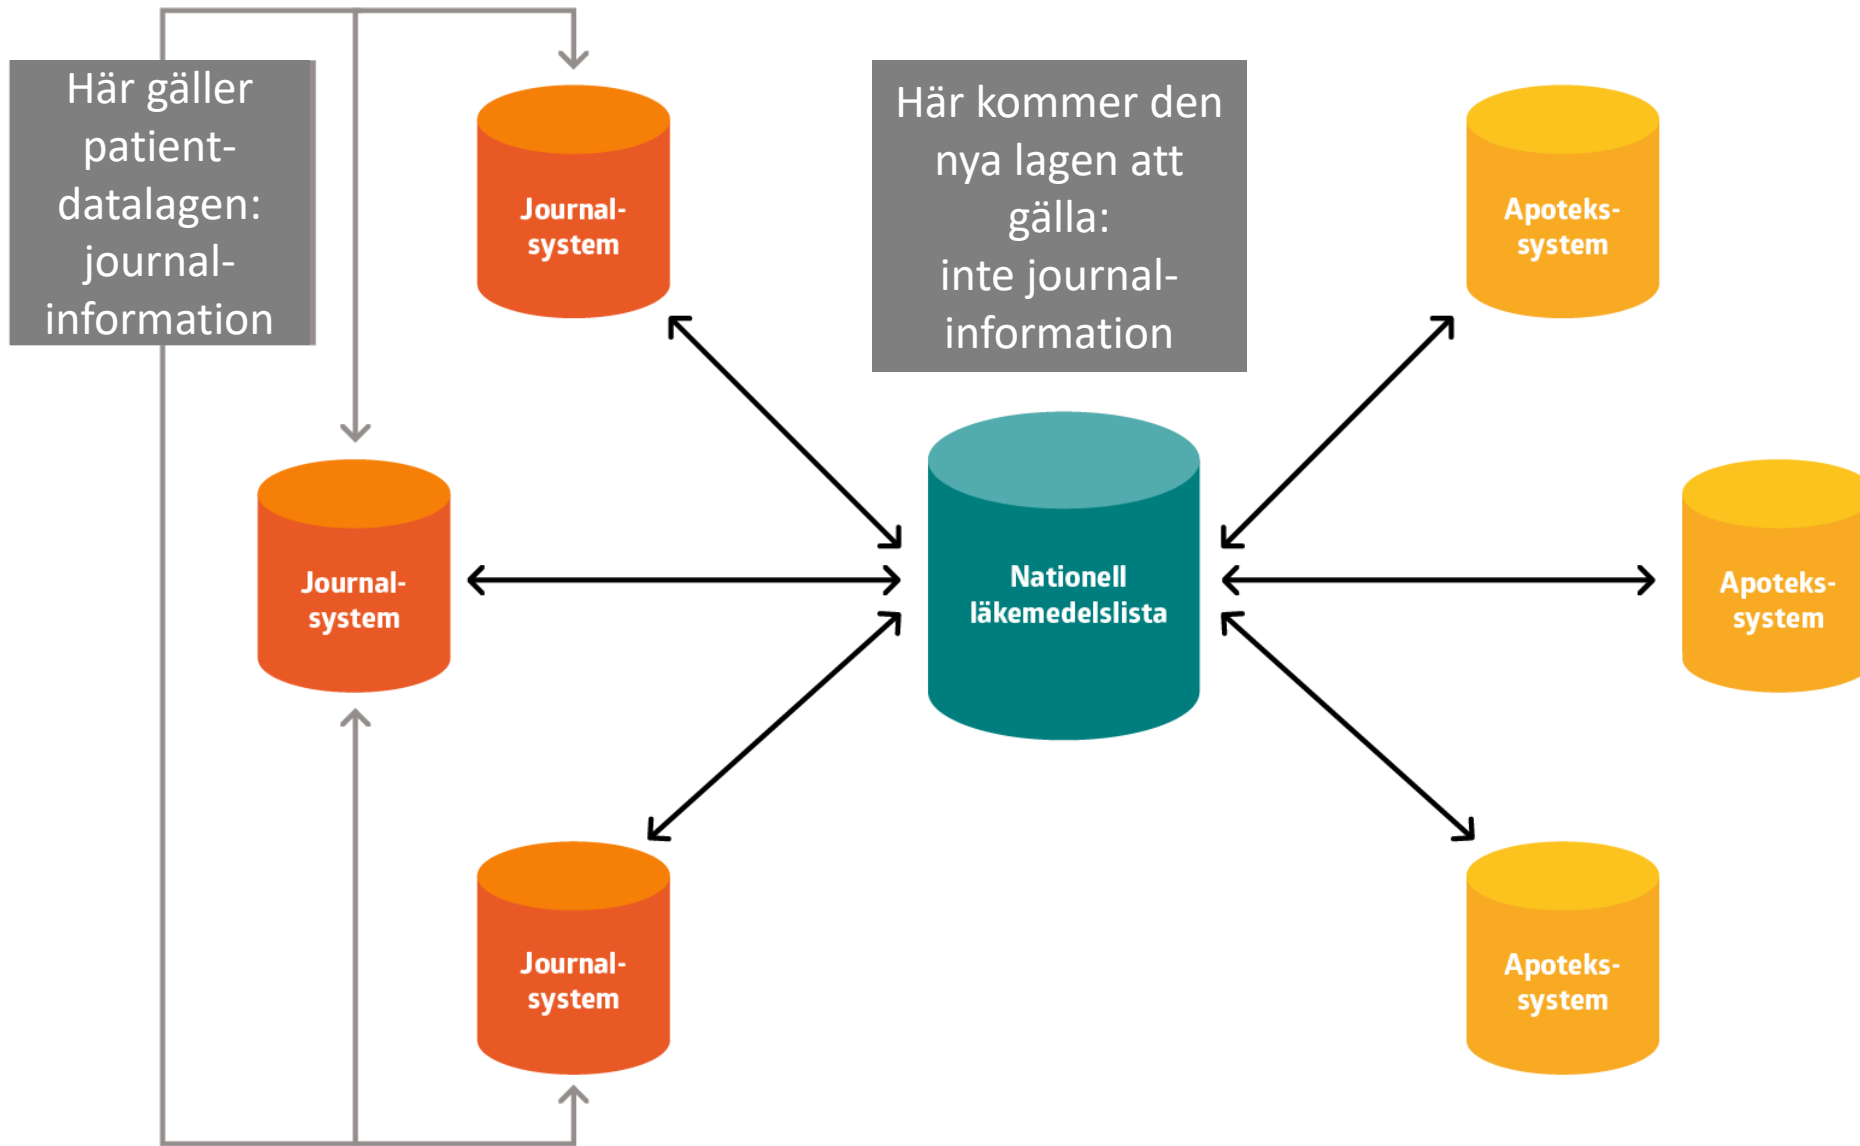 Här gäller
patient-
datalagen:
journal-
information
Här kommer den
nya lagen att
gälla:
inte journal-
information
Journal-
system
Apoteks-
system
Journal-
system
Nationell
läkemedelslista
Apoteks-
system
Journal-
system
Apoteks-
system